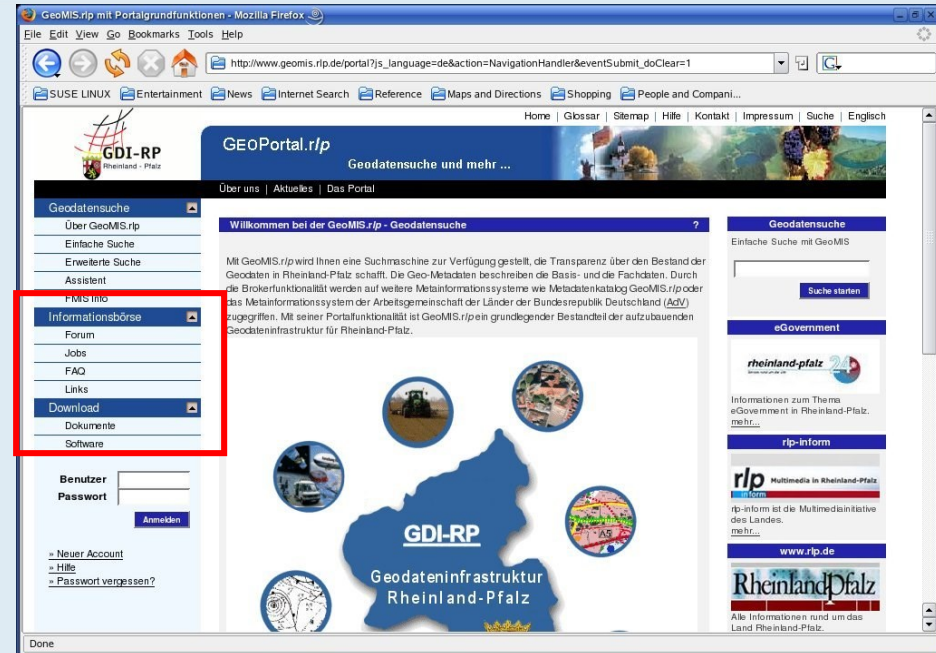 GeoMIS.rlp mit Portalgrundfunktionen - Mozilla Firefox
File Edit View Go Bookmarks Tools Help
http://www.geomis.rlp.de/portal?js_language=de&action=NavigationHandler&eventSubmit_doClear=1
G.
SUSE LINUX Entertainment News Internet Search Reference Maps and Directions Shopping People and Compani...
Home | Glossar | Sitemap | Hilfe | Kontakt | Impressum | Suche | Englisch
GDI-RP
Rheinland - Pfalz
GEOPortal.rlp
Geodatensuche und mehr ...
Über uns | Aktuelles | Das Portal
Geodatensuche
Über GeoMIS.rlp
Einfache Suche
Erweiterte Suche
Assistent
FMIS Info
Informationsbörse
Forum
Jobs
FAQ
Links
Download
Dokumente
Software
Benutzer
Passwort
Anmelden
» Neuer Account
» Hilfe
» Passwort vergessen?
Willkommen bei der GeoMIS.rlp - Geodatensuche ?
Mit GeoMIS.rlp wird Ihnen eine Suchmaschine zur Verfügung gestellt, die Transparenz über den Bestand der
Geodaten in Rheinland-Pfalz schafft. Die Geo-Metadaten beschreiben die Basis- und die Fachdaten. Durch
die Brokerfunktionalität werden auf weitere Metainformationssysteme wie Metadatenkatalog GeoMIS.rlp oder
das Metainformationssystem der Arbeitsgemeinschaft der Länder der Bundesrepublik Deutschland (AdV)
zugegriffen. Mit seiner Portalfunktionalität ist GeoMIS.rlp ein grundlegender Bestandteil der aufzubauenden
Geodateninfrastruktur für Rheinland-Pfalz.
A5
GDI-RP
Geodateninfrastruktur
Rheinland-Pfalz
Geodatensuche
Einfache Suche mit GeoMIS
Suche starten
eGovernment
rheinland-pfalz 24
Informationen zum Thema
eGovernment in Rheinland-Pfalz.
mehr...
rlp-inform
rlp Multimedia in Rheinland-Pfalz
inform
rlp-inform ist die Multimediainitiative
des Landes.
mehr...
www.rlp.de
RheinlandPfalz
Alle Informationen rund um das
Land Rheinland-Pfalz.
Done